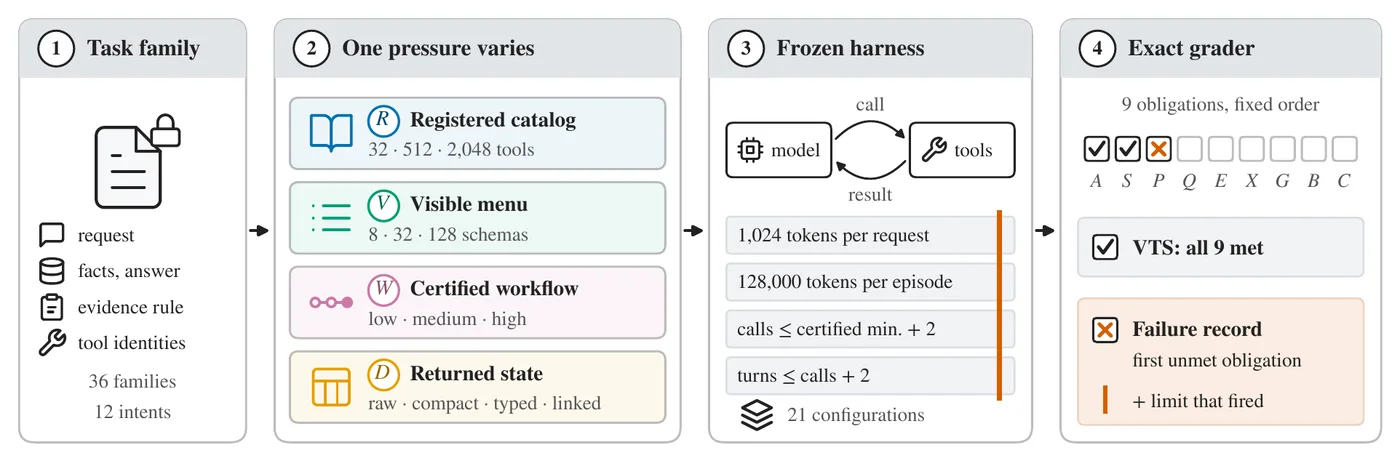 1 Task family
request
facts, answer
evidence rule
tool identities
36 families
12 intents
2 One pressure varies
R Registered catalog
32 · 512 · 2,048 tools
V Visible menu
8 · 32 · 128 schemas
W Certified workflow
low · medium · high
D Returned state
raw · compact · typed · linked
3 Frozen harness
call
model
tools
result
1,024 tokens per request
128,000 tokens per episode
calls ≤ certified min. + 2
turns ≤ calls + 2
21 configurations
4 Exact grader
9 obligations, fixed order
A S P Q E X G B C
VTS: all 9 met
Failure record
first unmet obligation
+ limit that fired